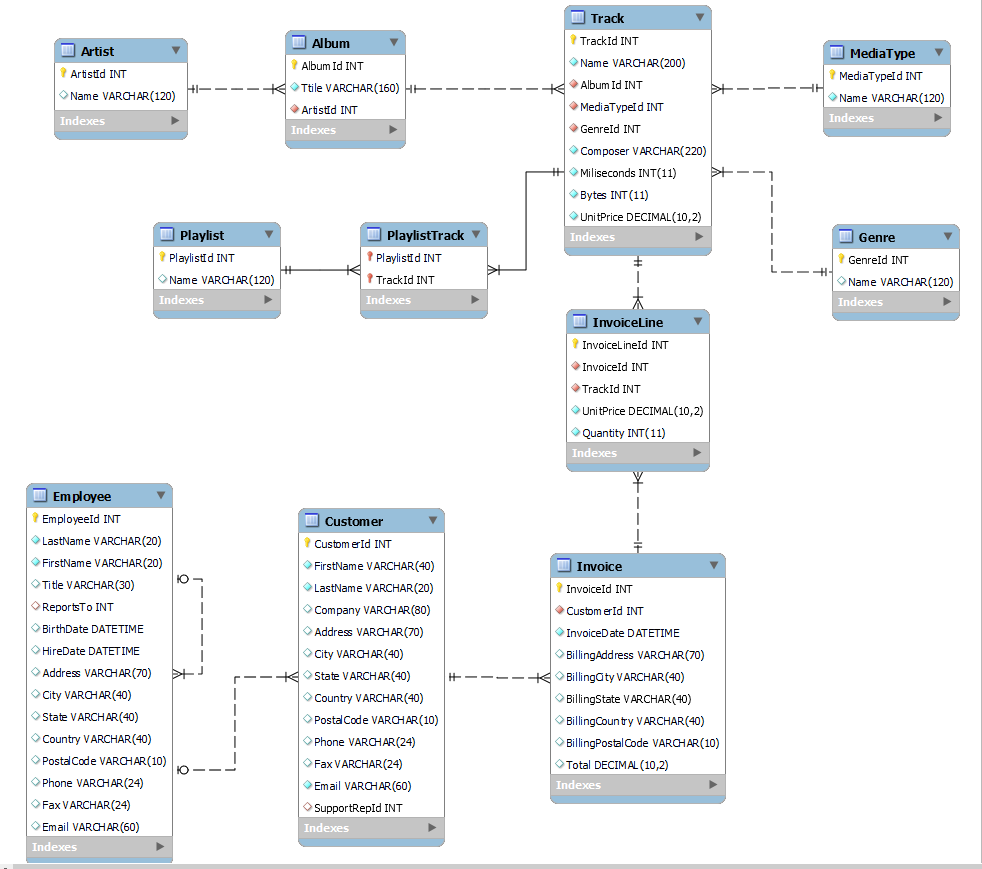 Artist
ArtistId INT
Name VARCHAR(120)
Indexes
Album
AlbumId INT
Ttile VARCHAR(160)
ArtistId INT
Indexes
Track
TrackId INT
Name VARCHAR(200)
AlbumId INT
MediaTypeId INT
GenreId INT
Composer VARCHAR(220)
Miliseconds INT(11)
Bytes INT(11)
UnitPrice DECIMAL(10,2)
Indexes
MediaType
MediaTypeId INT
Name VARCHAR(120)
Indexes
Playlist
PlaylistId INT
Name VARCHAR(120)
Indexes
PlaylistTrack
PlaylistId INT
TrackId INT
Indexes
Genre
GenreId INT
Name VARCHAR(120)
Indexes
InvoiceLine
InvoiceLineId INT
InvoiceId INT
TrackId INT
UnitPrice DECIMAL(10,2)
Quantity INT(11)
Indexes
Employee
EmployeeId INT
LastName VARCHAR(20)
FirstName VARCHAR(20)
Title VARCHAR(30)
ReportsTo INT
BirthDate DATETIME
HireDate DATETIME
Address VARCHAR(70)
City VARCHAR(40)
State VARCHAR(40)
Country VARCHAR(40)
PostalCode VARCHAR(10)
Phone VARCHAR(24)
Fax VARCHAR(24)
Email VARCHAR(60)
Indexes
Customer
CustomerId INT
FirstName VARCHAR(40)
LastName VARCHAR(20)
Company VARCHAR(80)
Address VARCHAR(70)
City VARCHAR(40)
State VARCHAR(40)
Country VARCHAR(40)
PostalCode VARCHAR(10)
Phone VARCHAR(24)
Fax VARCHAR(24)
Email VARCHAR(60)
SupportRepId INT
Indexes
Invoice
InvoiceId INT
CustomerId INT
InvoiceDate DATETIME
BillingAddress VARCHAR(70)
BillingCity VARCHAR(40)
BillingState VARCHAR(40)
BillingCountry VARCHAR(40)
BillingPostalCode VARCHAR(10)
Total DECIMAL(10,2)
Indexes